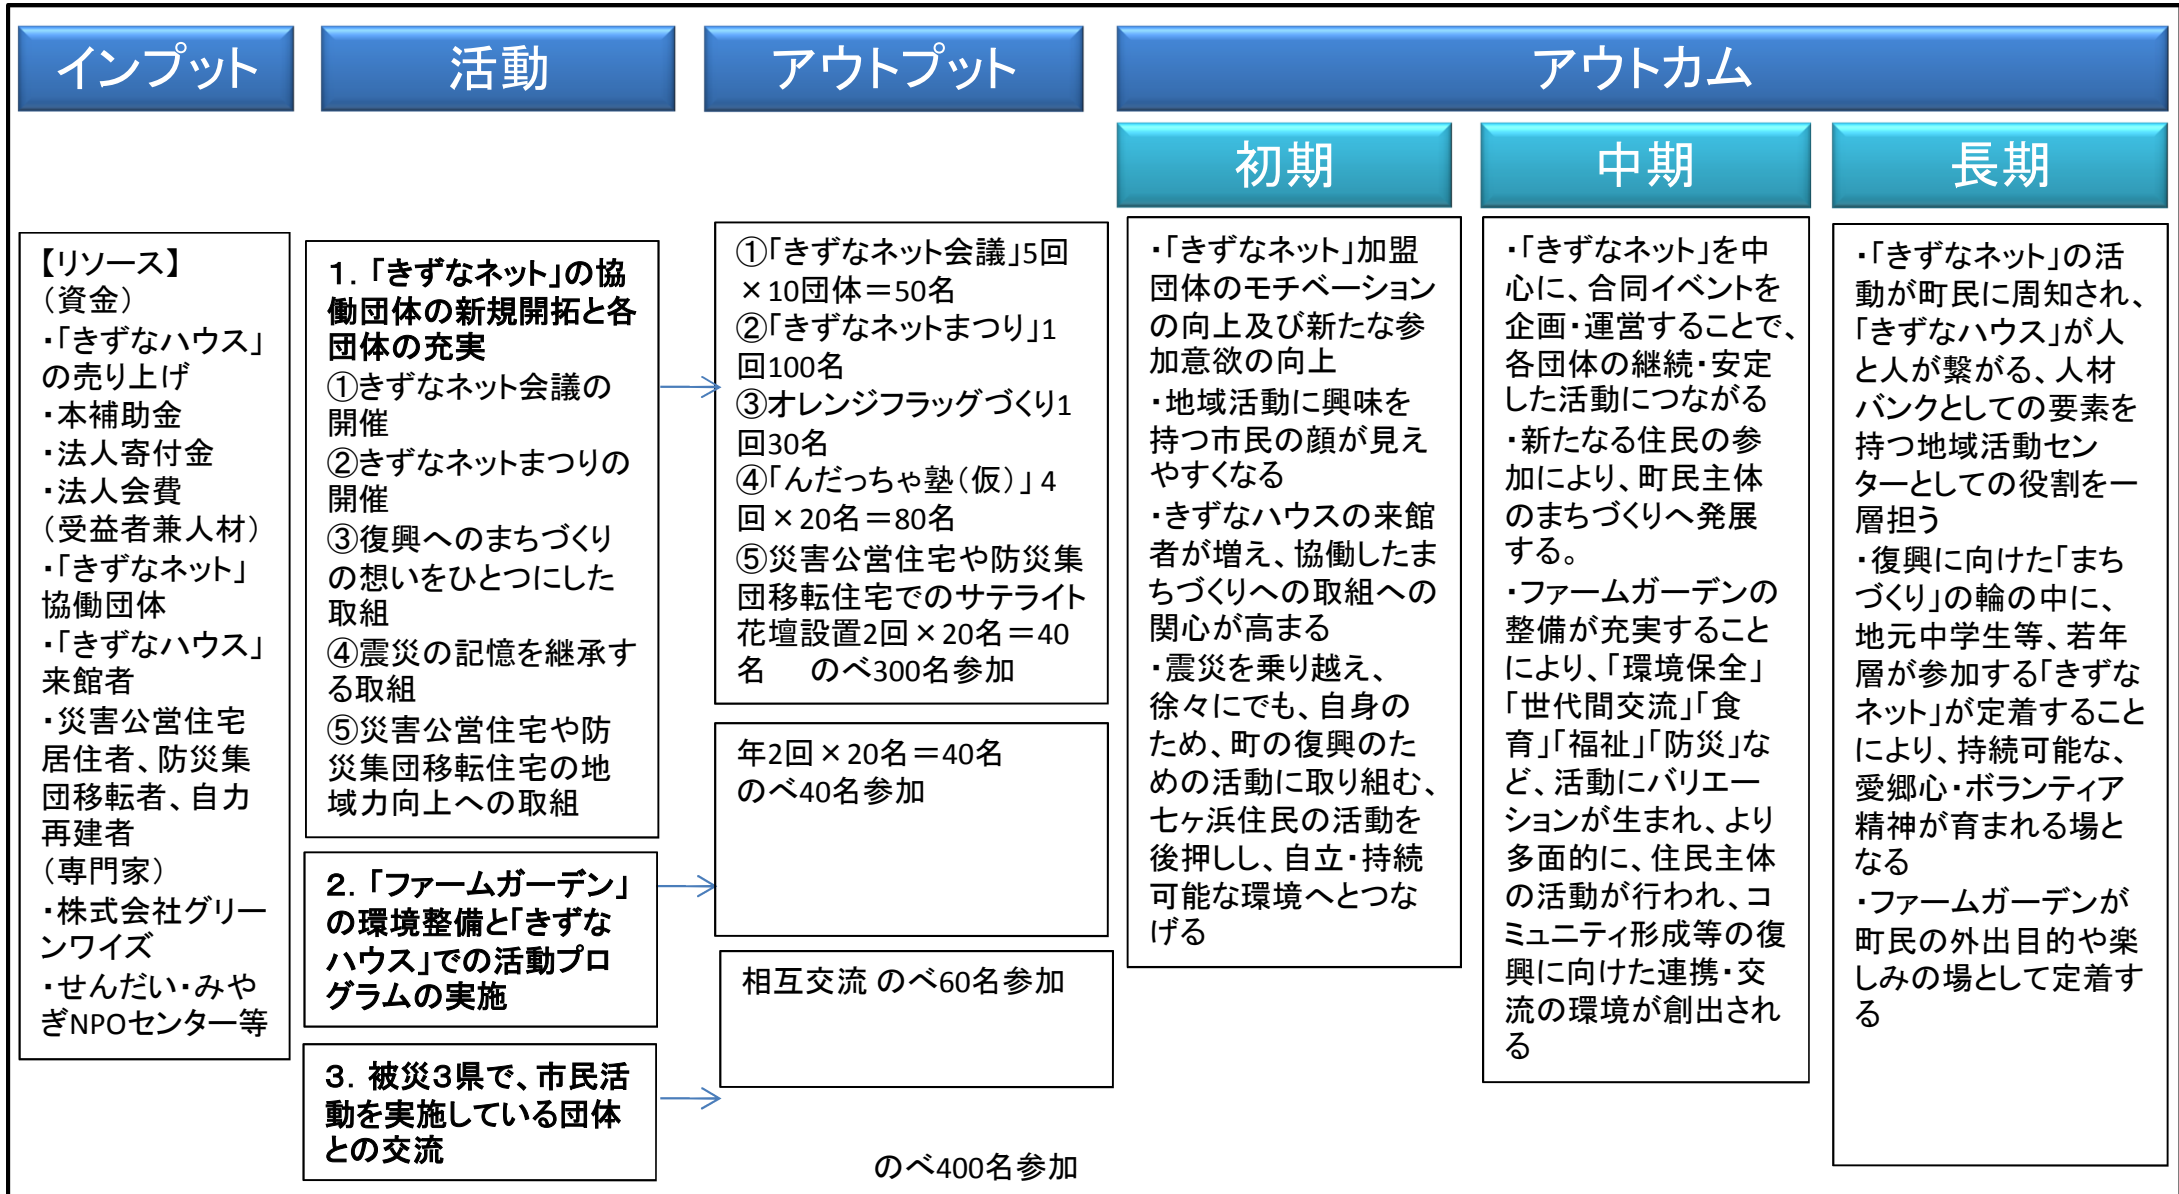 インプット
活動
アウトプット
アウトカム
初期
中期
長期
【リソース】
（資金）
・「きずなハウス」
の売り上げ
・本補助金
・法人寄付金
・法人会費
（受益者兼人材）
・「きずなネット」
協働団体
・「きずなハウス」
来館者
・災害公営住宅
居住者、防災集
団移転者、自力
再建者
（専門家）
・株式会社グリー
ンワイズ
・せんだい・みや
ぎNPOセンター等
１．「きずなネット」の協
働団体の新規開拓と各
団体の充実
①きずなネット会議の
開催
②きずなネットまつりの
開催
③復興へのまちづくり
の想いをひとつにした
取組
④震災の記憶を継承す
る取組
⑤災害公営住宅や防
災集団移転住宅の地
域力向上への取組
２．「ファームガーデン」
の環境整備と「きずな
ハウス」での活動プロ
グラムの実施
３．被災３県で、市民活
動を実施している団体
との交流
①「きずなネット会議」5回
×10団体＝50名
②「きずなネットまつり」1
回100名
③オレンジフラッグづくり1
回30名
④「んだっちゃ塾（仮）」4
回×20名＝80名
⑤災害公営住宅や防災集
団移転住宅でのサテライト
花壇設置2回×20名＝40
名　のべ300名参加
年2回×20名＝40名
のべ40名参加
相互交流 のべ60名参加
のべ400名参加
・「きずなネット」加盟
団体のモチベーション
の向上及び新たな参
加意欲の向上
・地域活動に興味を
持つ市民の顔が見え
やすくなる
・きずなハウスの来館
者が増え、協働したま
ちづくりへの取組への
関心が高まる
・震災を乗り越え、
徐々にでも、自身の
ため、町の復興のた
めの活動に取り組む、
七ヶ浜住民の活動を
後押しし、自立・持続
可能な環境へとつな
げる
・「きずなネット」を中
心に、合同イベントを
企画・運営することで、
各団体の継続・安定
した活動につながる
・新たなる住民の参
加により、町民主体
のまちづくりへ発展
する。
・ファームガーデンの
整備が充実すること
により、「環境保全」
「世代間交流」「食
育」「福祉」「防災」な
ど、活動にバリエー
ションが生まれ、より
多面的に、住民主体
の活動が行われ、コ
ミュニティ形成等の復
興に向けた連携・交
流の環境が創出され
る
・「きずなネット」の活
動が町民に周知され、
「きずなハウス」が人
と人が繋がる、人材
バンクとしての要素を
持つ地域活動セン
ターとしての役割を一
層担う
・復興に向けた「まち
づくり」の輪の中に、
地元中学生等、若年
層が参加する「きずな
ネット」が定着すること
により、持続可能な、
愛郷心・ボランティア
精神が育まれる場と
なる
・ファームガーデンが
町民の外出目的や楽
しみの場として定着す
る